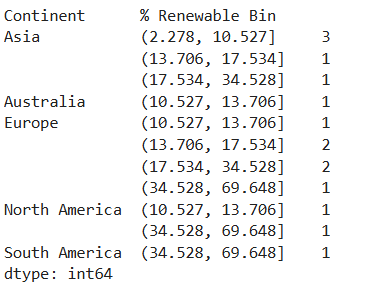 Continent      % Renewable Bin
Asia           (2.278, 10.527]     3
               (13.706, 17.534]    1
               (17.534, 34.528]    1
Australia      (10.527, 13.706]    1
Europe         (10.527, 13.706]    1
               (13.706, 17.534]    2
               (17.534, 34.528]    2
               (34.528, 69.648]    1
North America  (10.527, 13.706]    1
               (34.528, 69.648]    1
South America  (34.528, 69.648]    1
dtype: int64